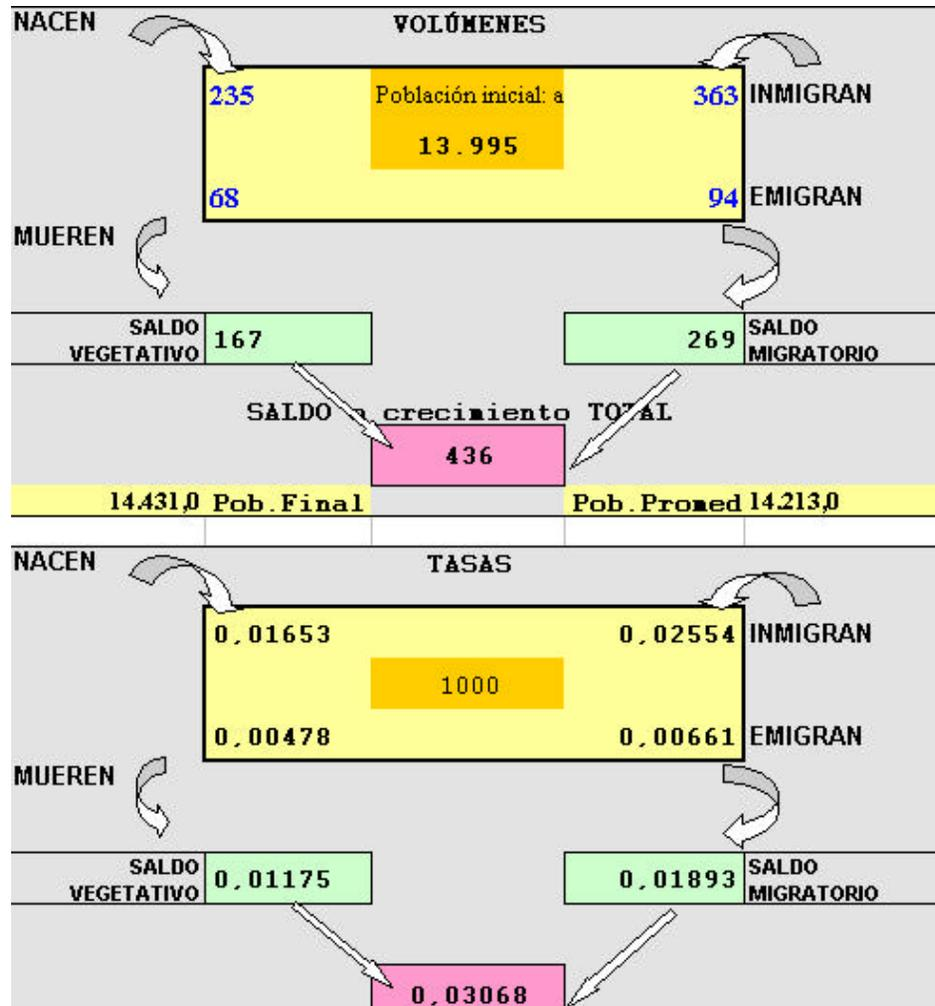 NACEN
VOLÚMENES
235
Población inicial: a
363
INMIGRAN
13.995
68
94
EMIGRAN
MUEREN
SALDO
VEGETATIVO
167
269
SALDO
MIGRATORIO
SALDO o crecimiento TOTAL
436
14.431,0 Pob.Final
Pob.Promed 14.213,0
NACEN
TASAS
0,01653
0,02554
INMIGRAN
1000
0,00478
0,00661
EMIGRAN
MUEREN
SALDO
VEGETATIVO
0,01175
0,01893
SALDO
MIGRATORIO
0,03068